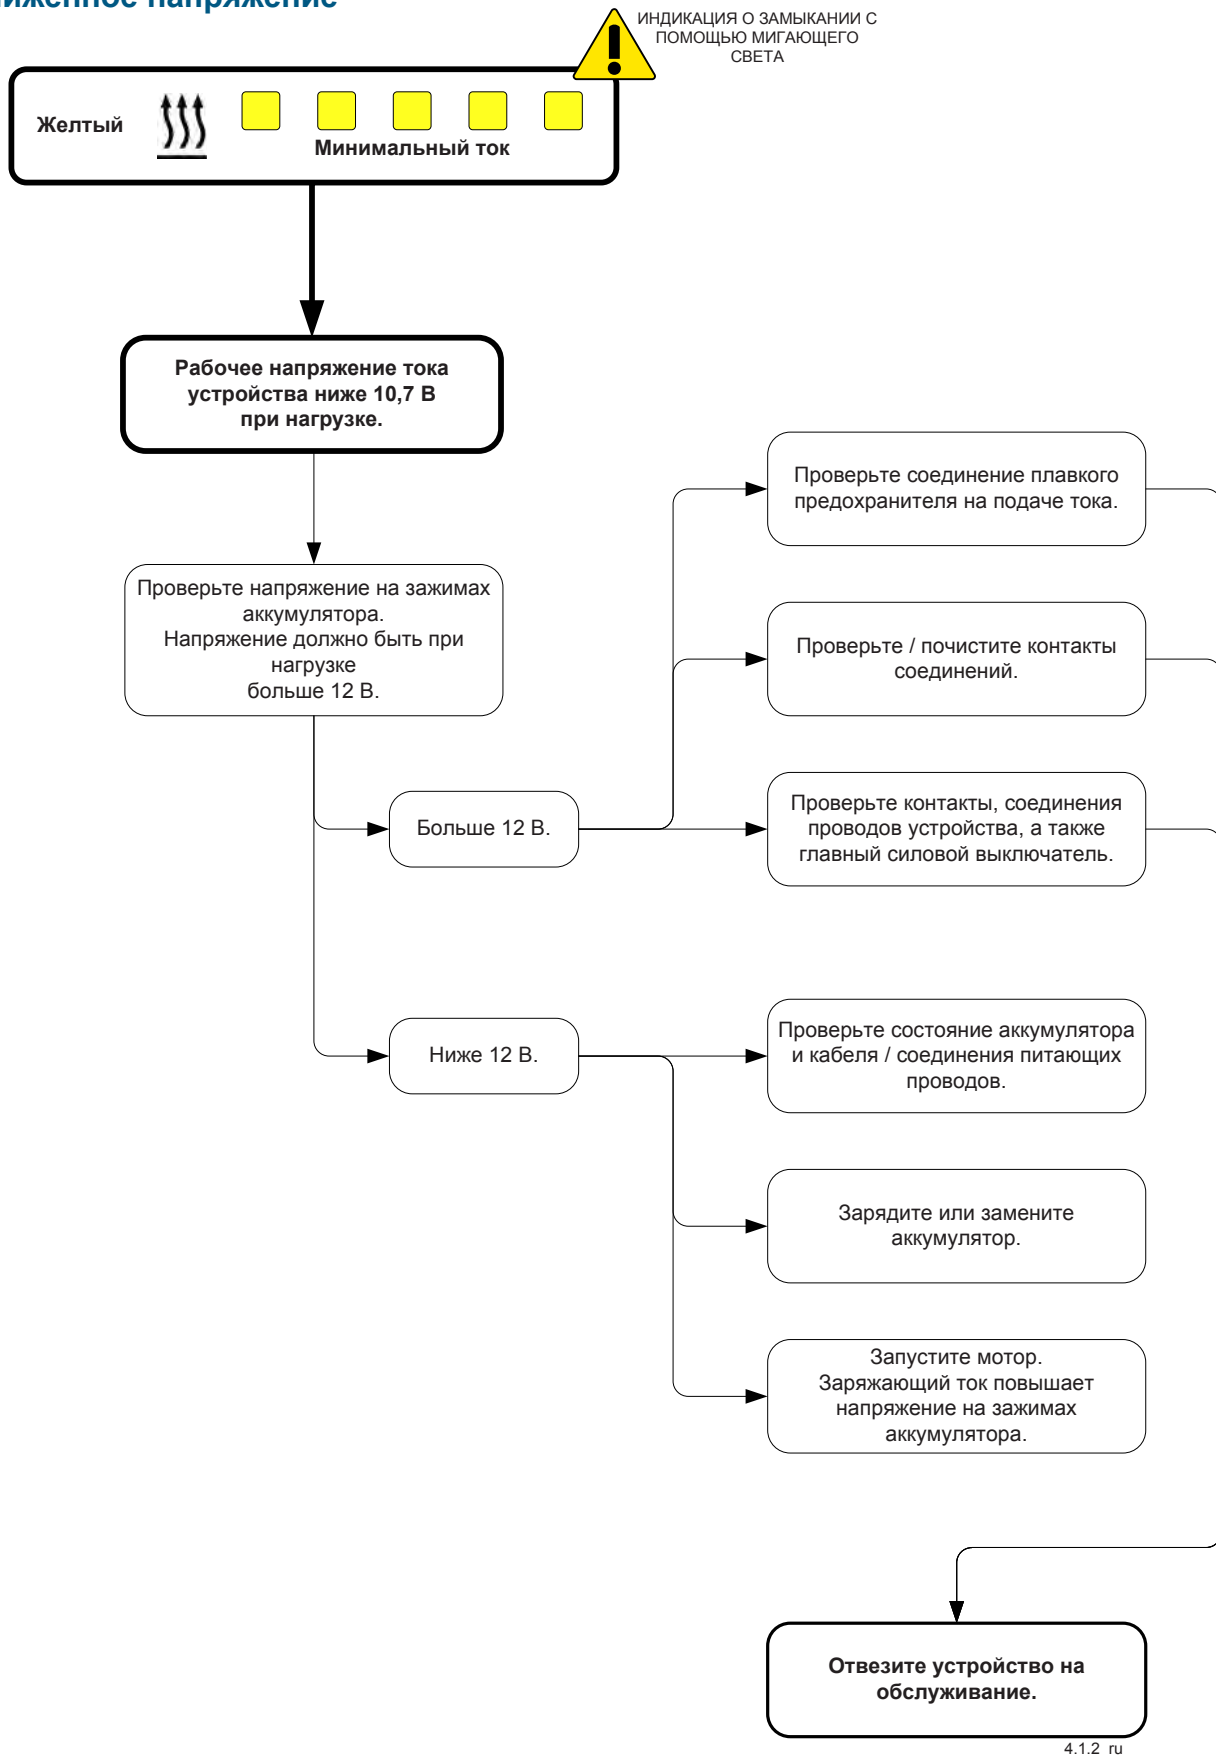 напряжение
ИНДИКАЦИЯ О ЗАМЫКАНИИ С
ПОМОЩЬЮ МИГАЮЩЕГО
СВЕТА
Желтый
Минимальный ток
Рабочее напряжение тока
устройства ниже 10,7 В
при нагрузке.
Проверьте соединение плавкого
предохранителя на подаче тока.
Проверьте напряжение на зажимах
аккумулятора.
Напряжение должно быть при
нагрузке
больше 12 В.
Проверьте / почистите контакты
соединений.
Больше 12 В.
Проверьте контакты, соединения
проводов устройства, а также
главный силовой выключатель.
Ниже 12 В.
Проверьте состояние аккумулятора
и кабеля / соединения питающих
проводов.
Зарядите или замените
аккумулятор.
Запустите мотор.
Заряжающий ток повышает
напряжение на зажимах
аккумулятора.
Отвезите устройство на
обслуживание.
4.1.2_ru